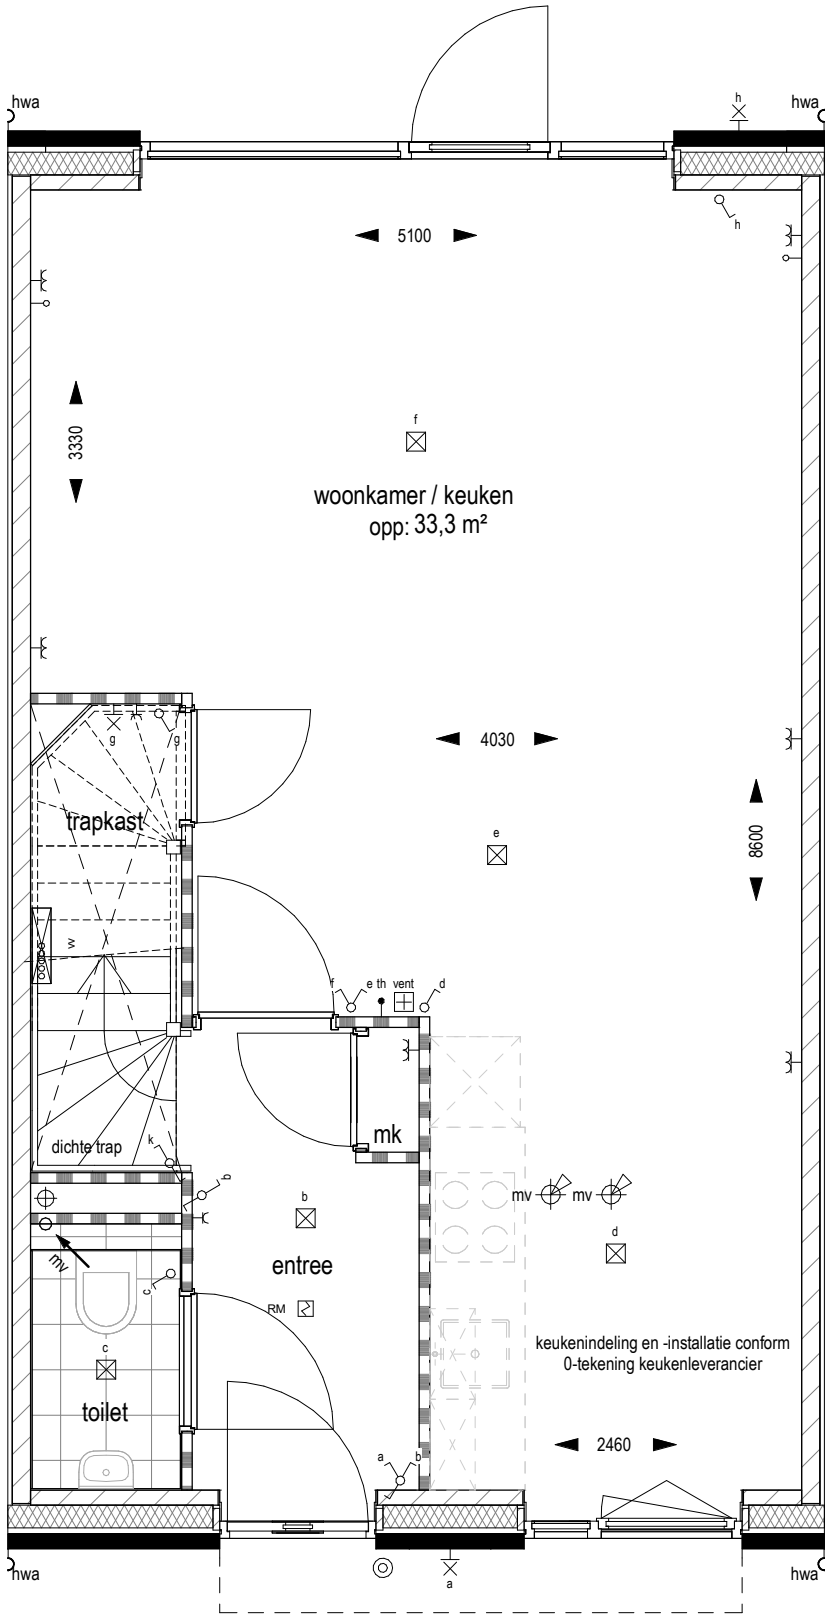 hwa
h
hwa
h
5100
3330
f
woonkamer / keuken
opp: 33,3 m²
g
g
4030
trapkast
e
8600
w
f
e
th
vent
d
mk
dichte trap
k
b
b
mv
mv
d
entree
mv
c
RM
keukenindeling en -installatie conform
0-tekening keukenleverancier
c
toilet
2460
a
b
hwa
a
hwa